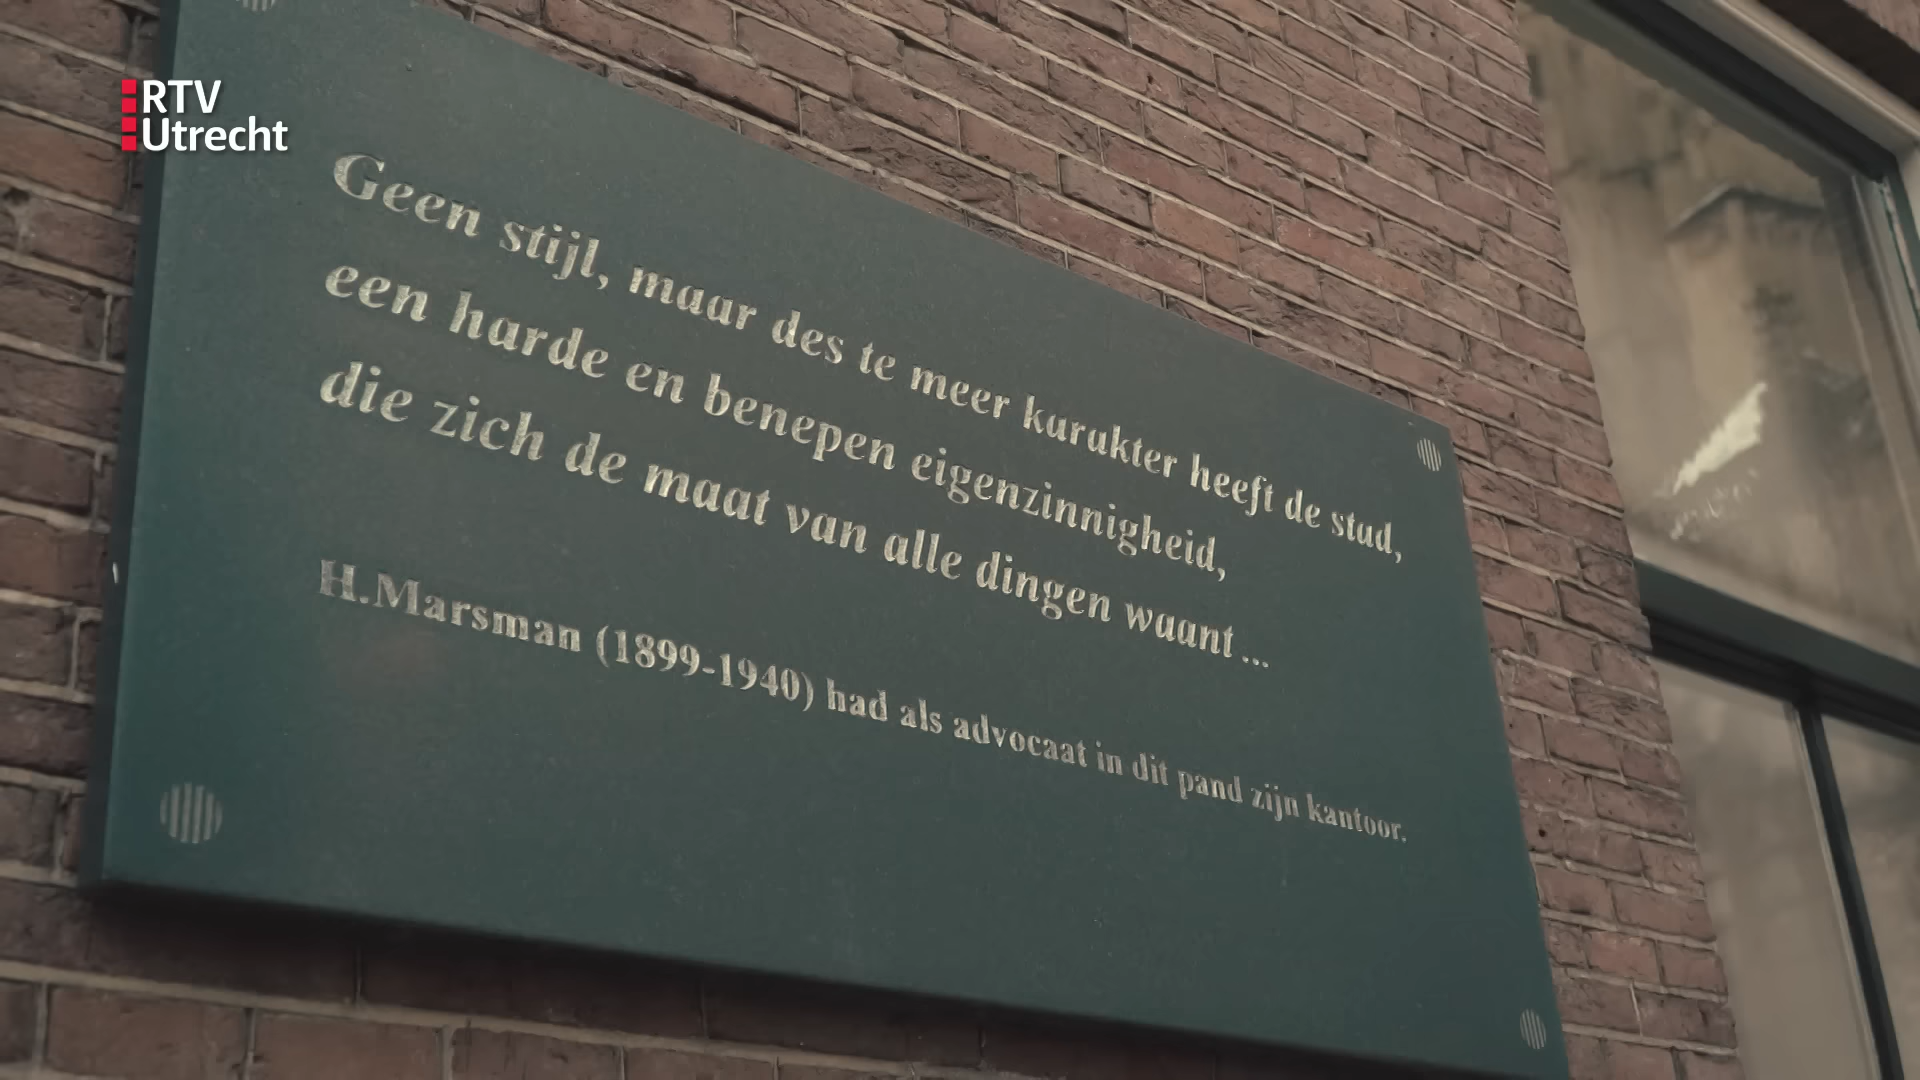 RTV
Utrecht
Geen stijl, maar des te meer karakter heeft de stad,
een harde en benepen eigenzinnigheid,
die zich de maat van alle dingen waant ...
H.Marsman (1899-1940) had als advocaat in dit pand zijn kantoor.